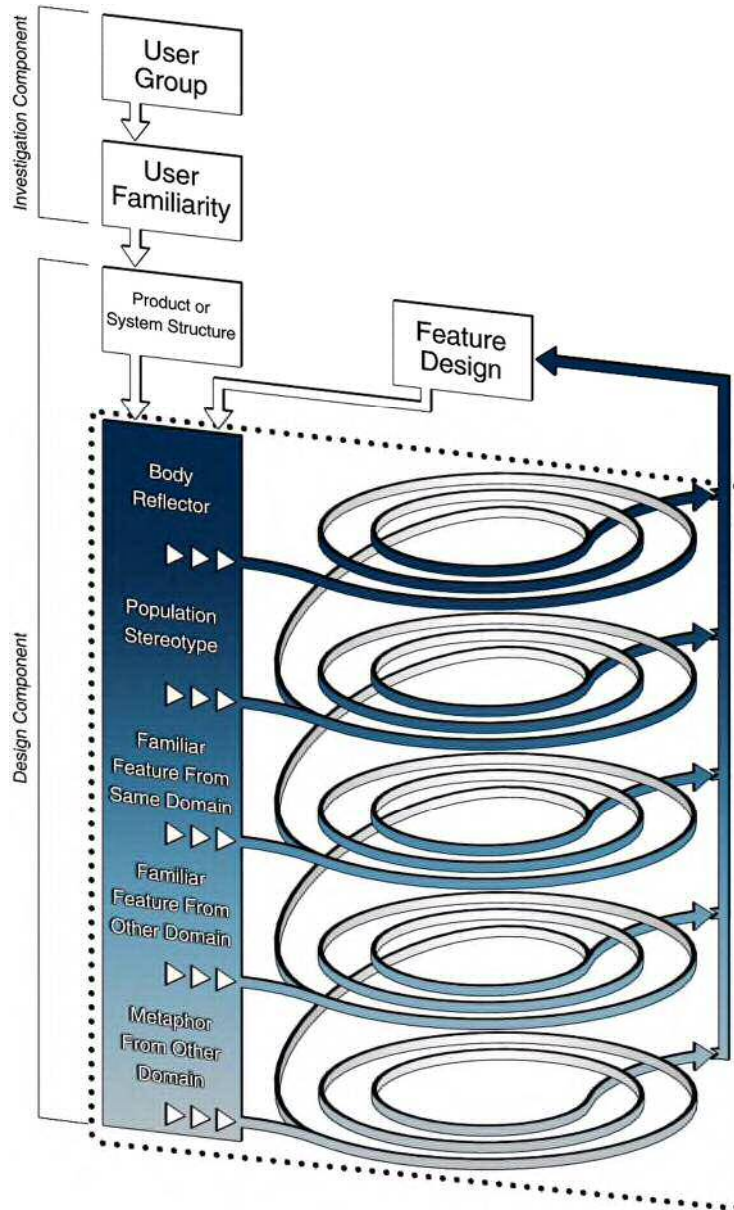 Investigation Component
User
Group
User
Familiarity
Design Component
Product or
System Structure
Feature
Design
Body
Reflector
Population
Stereotype
Familiar
Feature From
Same Domain
Familiar
Feature From
Other Domain
Metaphor
From Other
Domain